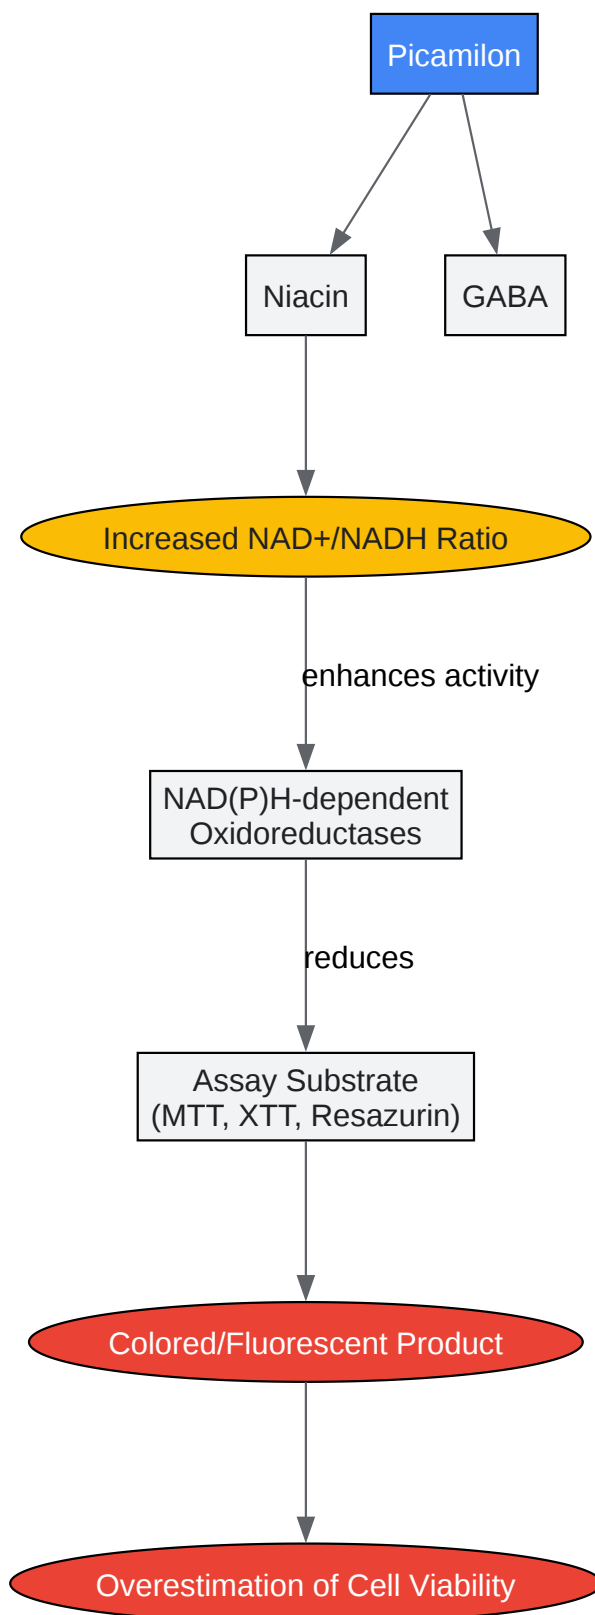 Picamilon
Niacin
GABA
Increased NAD+/NADH Ratio
enhances activity
NAD(P)H-dependent
Oxidoreductases
reduces
Assay Substrate
(MTT, XTT, Resazurin)
Colored/Fluorescent Product
Overestimation of Cell Viability